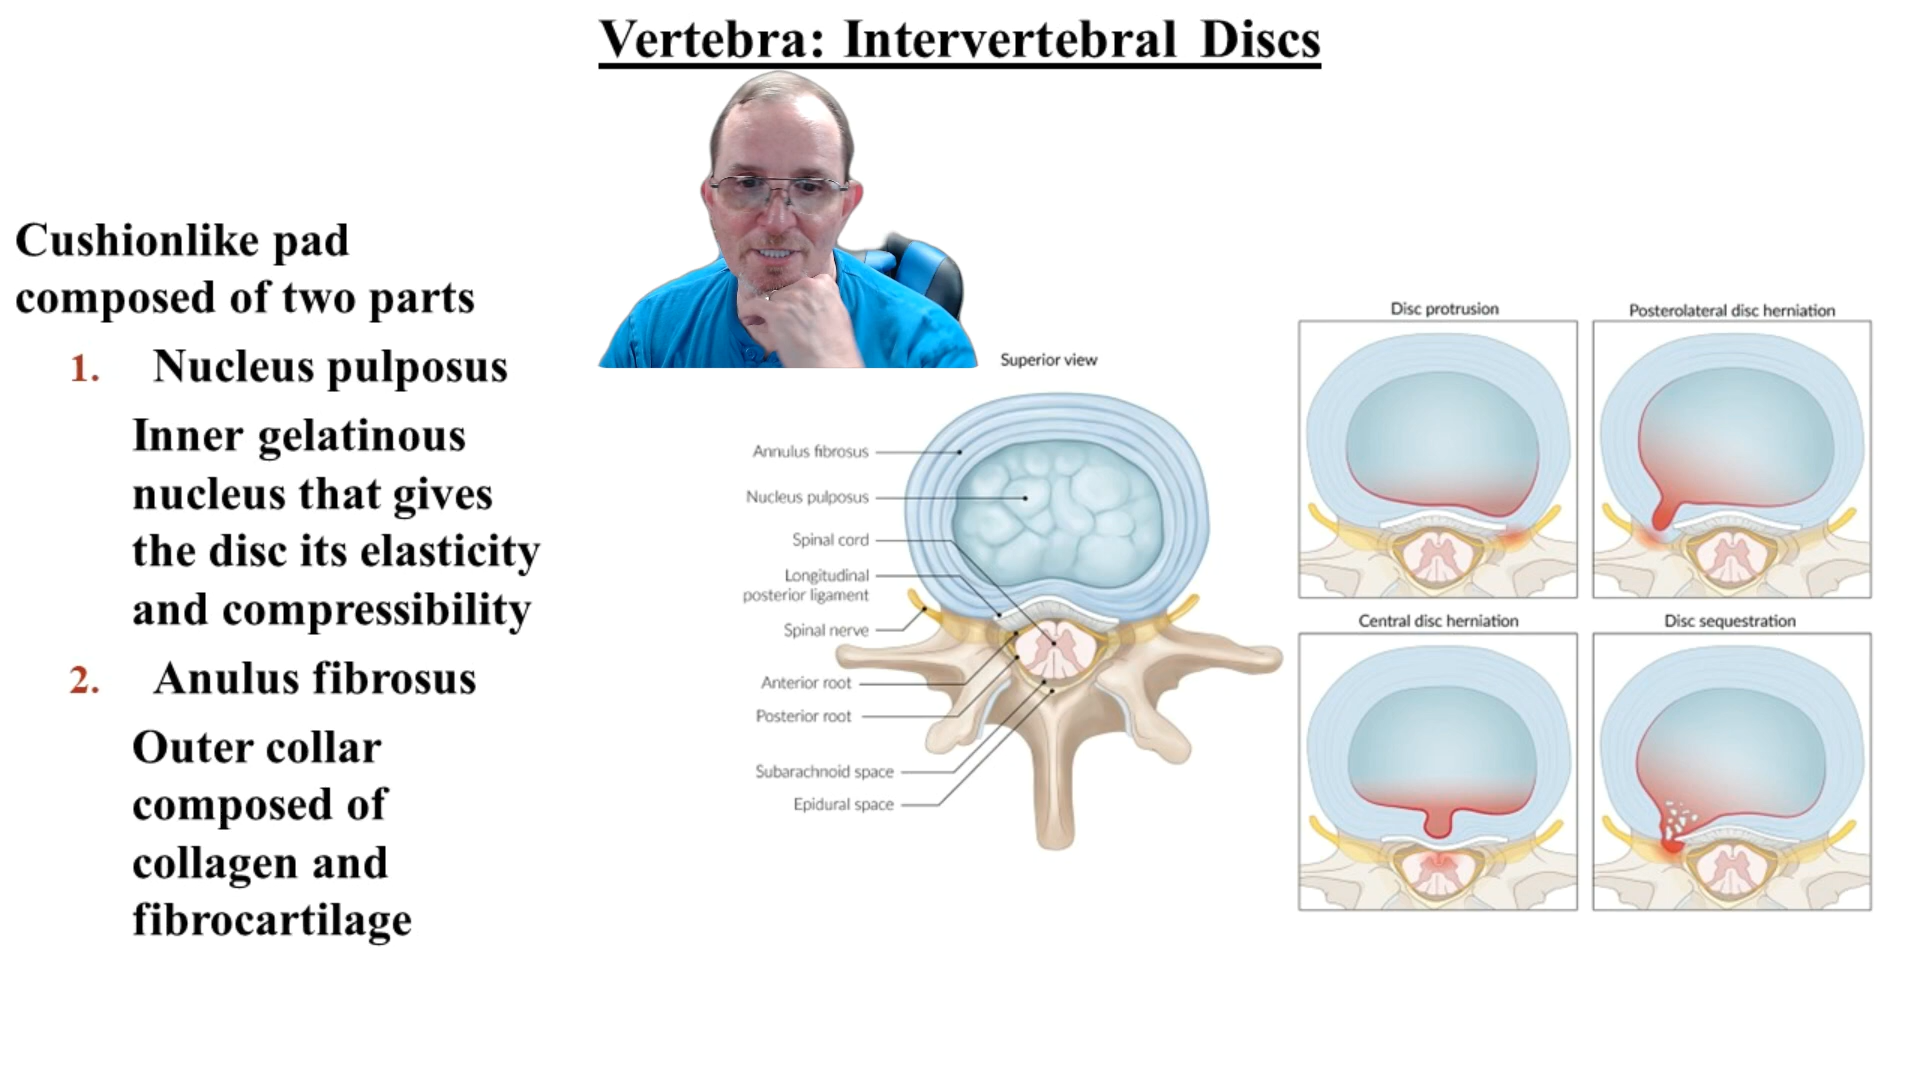 Vertebra: Intervertebral Discs
Cushionlike pad
composed of two parts
1. Nucleus pulposus
Inner gelatinous
nucleus that gives
the disc its elasticity
and compressibility
2. Anulus fibrosus
Outer collar
composed of
collagen and
fibrocartilage
Superior view
Annulus fibrosus
Nucleus pulposus
Spinal cord
Longitudinal
posterior ligament
Spinal nerve
Anterior root
Posterior root
Subarachnoid space
Epidural space
Disc protrusion
Posterolateral disc herniation
Central disc herniation
Disc sequestration